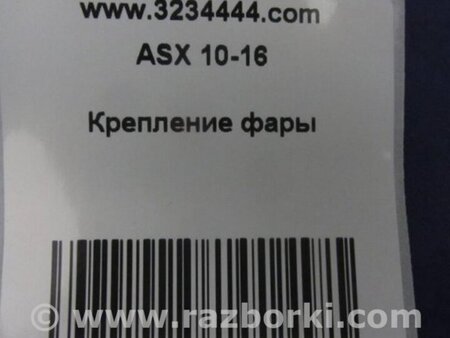 www.3234444.com
ASX 10-16
Крепление фары
© www.razborki.com